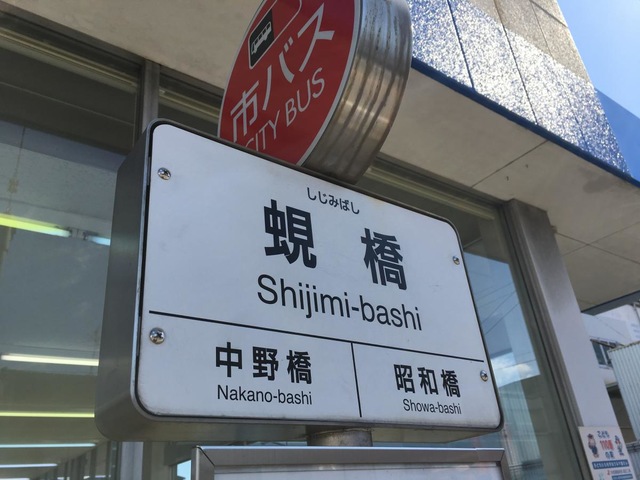 市バス
CITY BUS
しじみばし
蜆橋
Shijimi-bashi
中野橋
Nakano-bashi
昭和橋
Showa-bashi